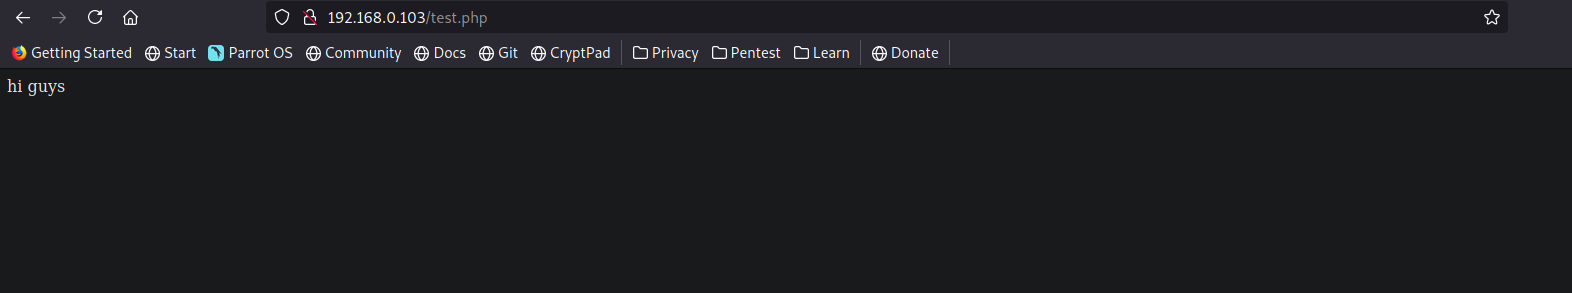 192.168.0.103/test.php
Getting Started Start Parrot OS Community Docs Git CryptPad Privacy Pentest Learn Donate
hi guys